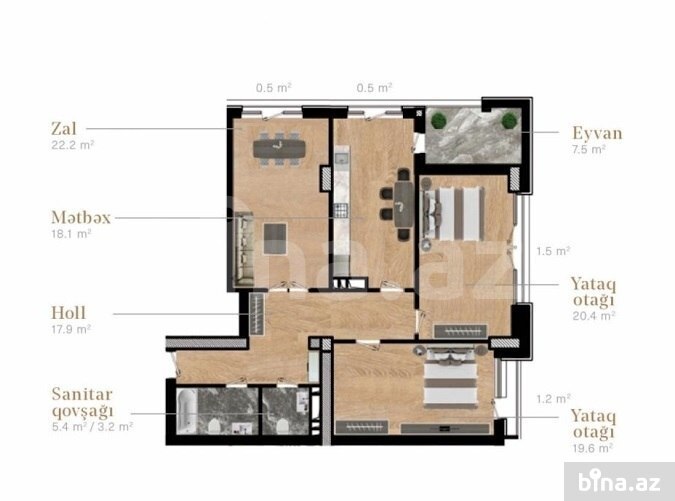 0.5 m²
0.5 m²
Zal
22.2 m²
Eyvan
7.5 m²
Mətbəx
18.1 m²
1.5 m²
Yataq
otağı
20.4 m²
Holl
17.9 m²
Sanitar
qovşağı
5.4 m² / 3.2 m²
1.2 m²
Yataq
otağı
19.6 m²
bina.az
bina.az